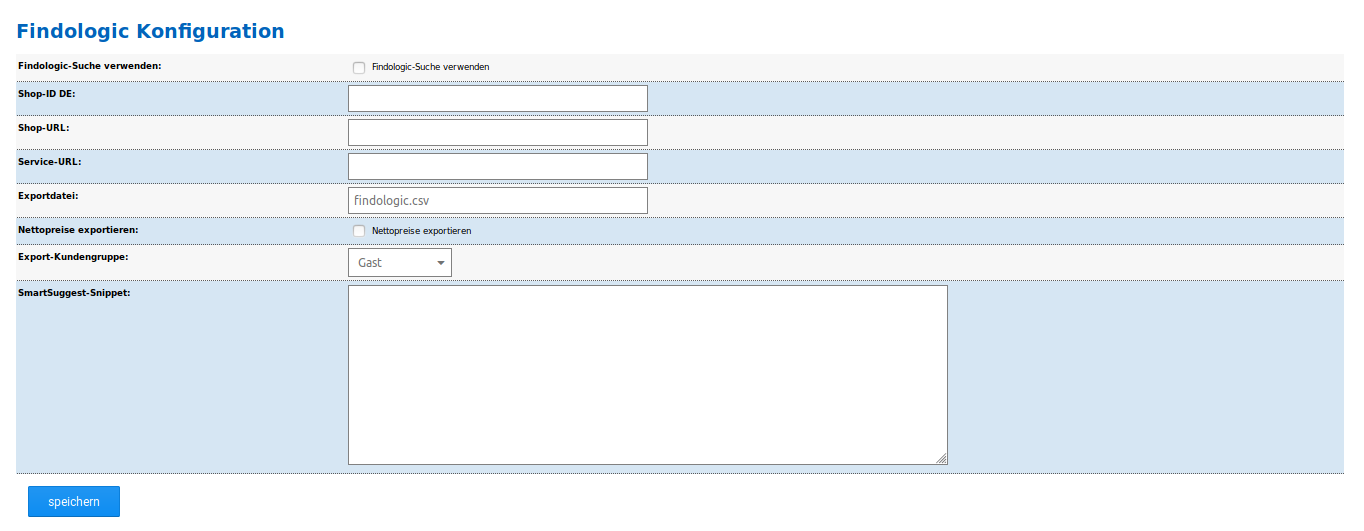 Findologic Konfiguration
Findologic-Suche verwenden: Findologic-Suche verwenden
Shop-ID DE:
Shop-URL:
Service-URL:
Exportdatei: findologic.csv
Nettopreise exportieren: Nettopreise exportieren
Export-Kundengruppe: Gast
SmartSuggest-Snippet:
speichern